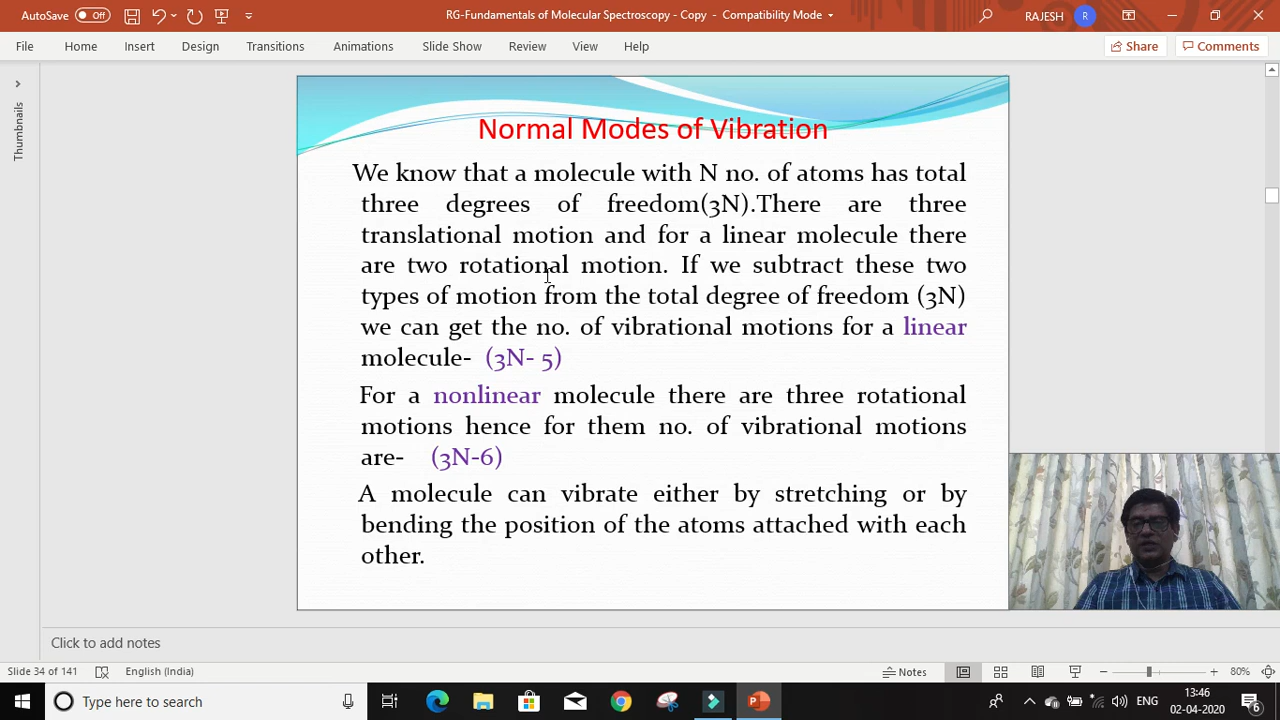 AutoSave Off RG-Fundamentals of Molecular Spectroscopy - Copy - Compatibility Mode RAJESH R
File Home Insert Design Transitions Animations Slide Show Review View Help Share Comments
Thumbnails
Normal Modes of Vibration
We know that a molecule with N no. of atoms has total
three degrees of freedom(3N).There are three
translational motion and for a linear molecule there
are two rotational motion. If we subtract these two
types of motion from the total degree of freedom (3N)
we can get the no. of vibrational motions for a linear
molecule- (3N- 5)
For a nonlinear molecule there are three rotational
motions hence for them no. of vibrational motions
are- (3N-6)
A molecule can vibrate either by stretching or by
bending the position of the atoms attached with each
other.
Click to add notes
Slide 34 of 141 English (India) Notes 80%
Type here to search ENG 13:46
02-04-2020 6